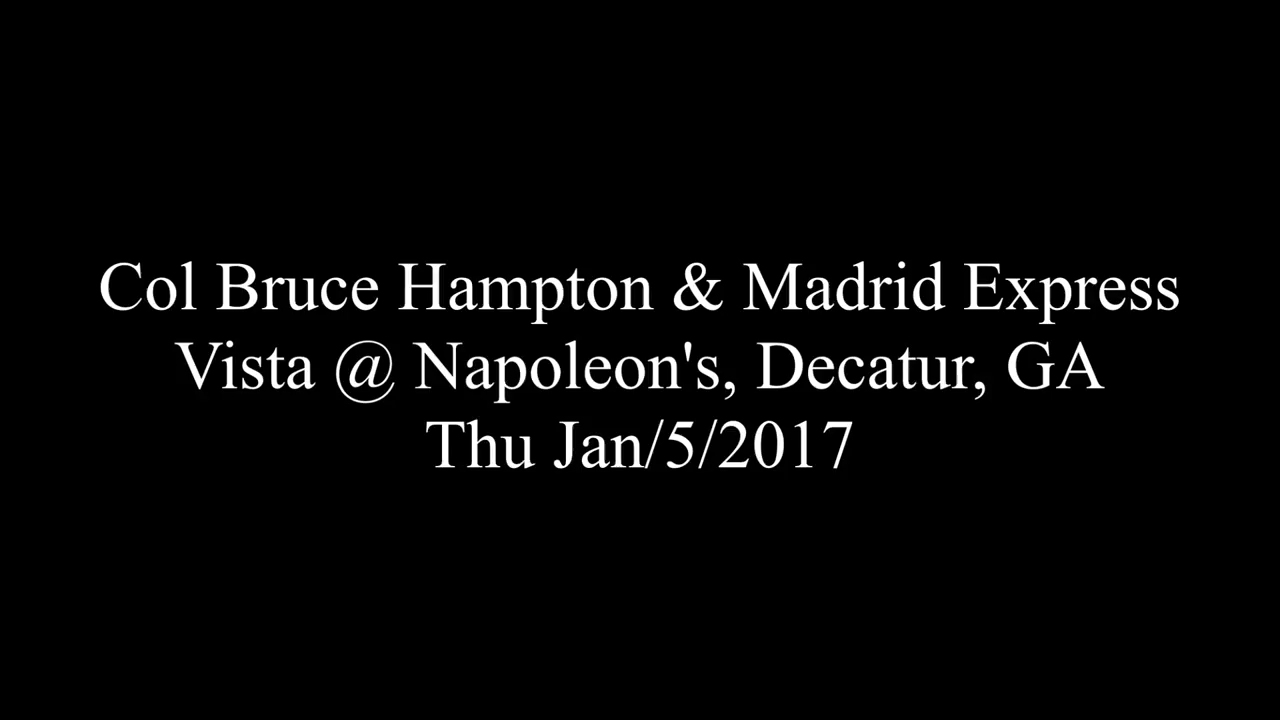 Col Bruce Hampton & Madrid Express
Vista @ Napoleon's, Decatur, GA
Thu Jan/5/2017